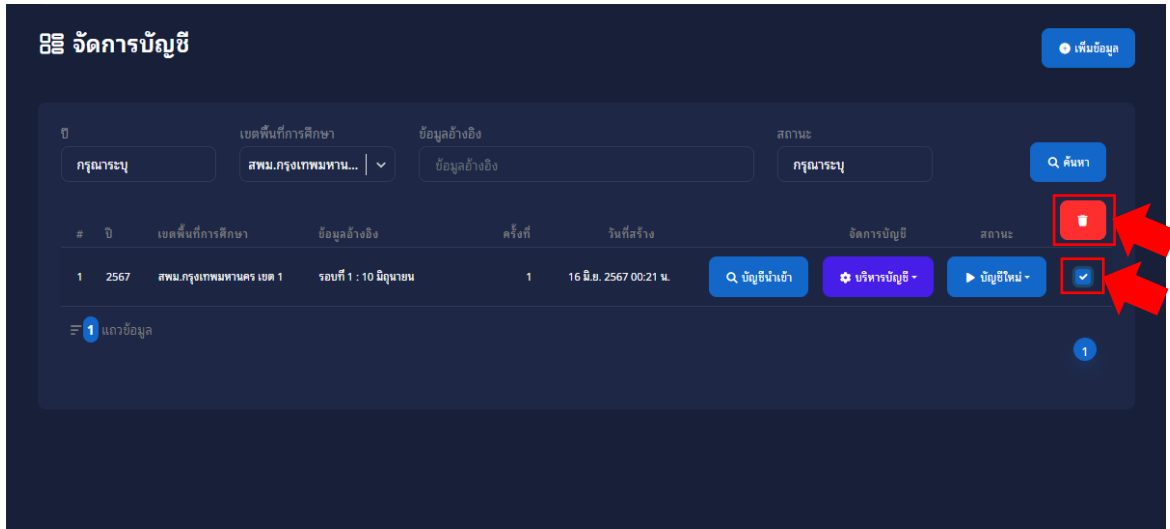 จัดการบัญชี
เพิ่มข้อมูล
ปี เขตพื้นที่การศึกษา ข้อมูลอ้างอิง สถานะ
กรุณาระบุ สพม.กรุงเทพมหาน... ข้อมูลอ้างอิง กรุณาระบุ ค้นหา
# ปี เขตพื้นที่การศึกษา ข้อมูลอ้างอิง ครั้งที่ วันที่สร้าง จัดการบัญชี สถานะ
1 2567 สพม.กรุงเทพมหานคร เขต 1 รอบที่ 1 : 10 มิถุนายน 1 16 มิ.ย. 2567 00:21 น. บัญชีนำเข้า บริหารบัญชี บัญชีใหม่
1 แถวข้อมูล
1